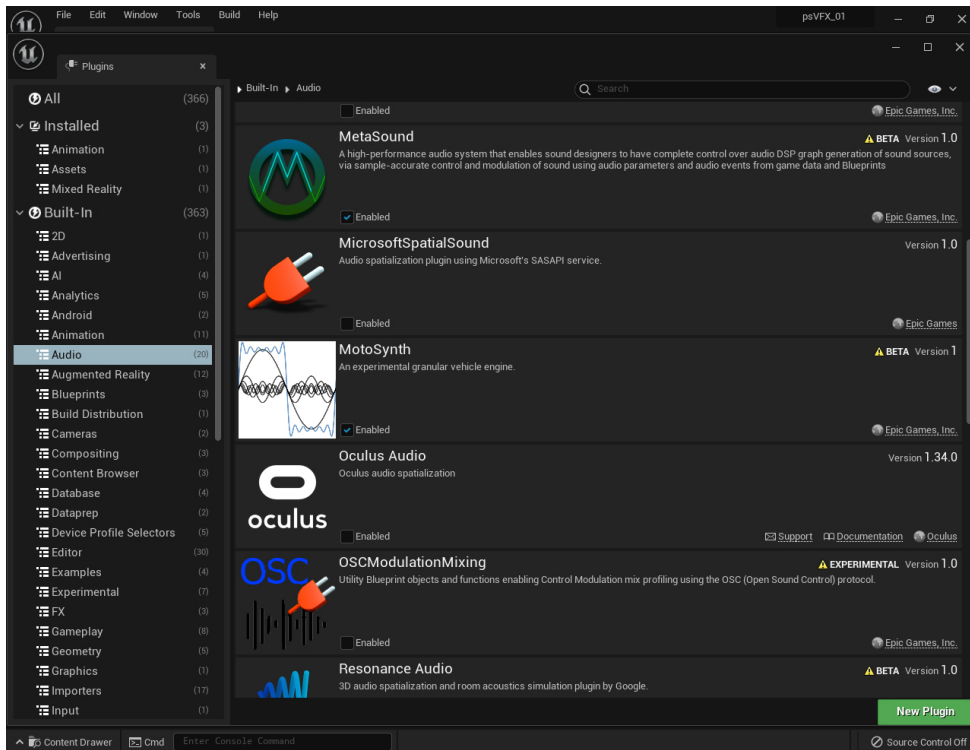 File Edit Window Tools Build Help
psVFX_01
Plugins
Built-In Audio
Search
All (366)
Installed (3)
Animation (1)
Assets (1)
Mixed Reality (1)
Built-In (363)
2D (1)
Advertising (1)
AI (4)
Analytics (5)
Android (2)
Animation (11)
Audio (20)
Augmented Reality (12)
Blueprints (3)
Build Distribution (1)
Cameras (2)
Compositing (3)
Content Browser (3)
Database (4)
Dataprep (2)
Device Profile Selectors (5)
Editor (30)
Examples (4)
Experimental (7)
FX (3)
Gameplay (8)
Geometry (5)
Graphics (1)
Importers (17)
Input (1)
Enabled Epic Games, Inc.
MetaSound BETA Version 1.0
A high-performance audio system that enables sound designers to have complete control over audio DSP graph generation of sound sources,
via sample-accurate control and modulation of sound using audio parameters and audio events from game data and Blueprints
Enabled Epic Games, Inc.
MicrosoftSpatialSound Version 1.0
Audio spatialization plugin using Microsoft's SASAPI service.
Enabled Epic Games
MotoSynth BETA Version 1
An experimental granular vehicle engine.
Enabled Epic Games, Inc.
Oculus Audio Version 1.34.0
Oculus audio spatialization
oculus
Enabled Support Documentation Oculus
OSCModulationMixing EXPERIMENTAL Version 1.0
OSC
Utility Blueprint objects and functions enabling Control Modulation mix profiling using the OSC (Open Sound Control) protocol.
Enabled Epic Games, Inc.
Resonance Audio BETA Version 1.0
3D audio spatialization and room acoustics simulation plugin by Google.
New Plugin
Content Drawer Cmd Enter Console Command Source Control Off